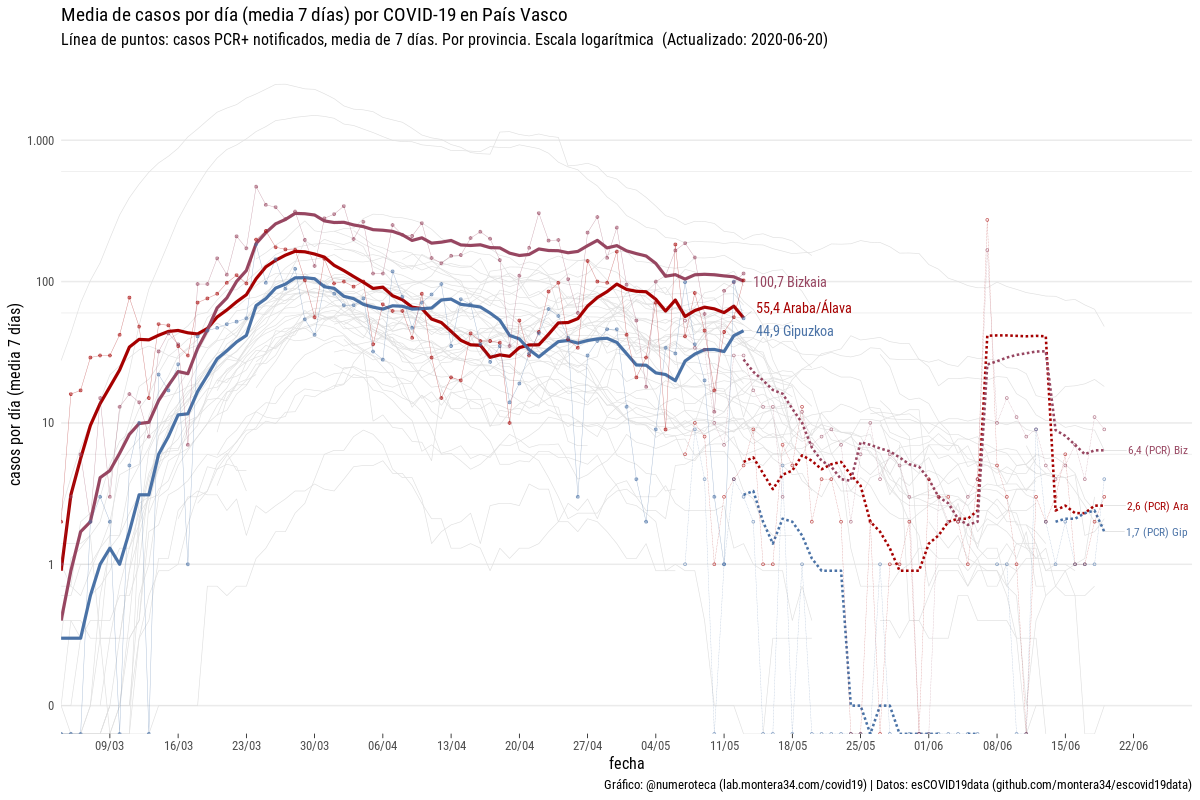 Media de casos por día (media 7 días) por COVID-19 en País Vasco
Línea de puntos: casos PCR+ notificados, media de 7 días. Por provincia. Escala logarítmica (Actualizado: 2020-06-20)
casos por día (media 7 días)
1.000
100
10
1
0
100,7 Bizkaia
55,4 Araba/Álava
44,9 Gipuzkoa
6,4 (PCR) Biz
2,6 (PCR) Ara
1,7 (PCR) Gip
09/03 16/03 23/03 30/03 06/04 13/04 20/04 27/04 04/05 11/05 18/05 25/05 01/06 08/06 15/06 22/06
fecha
Gráfico: @numeroteca (lab.montera34.com/covid19) | Datos: esCOVID19data (github.com/montera34/escovid19data)